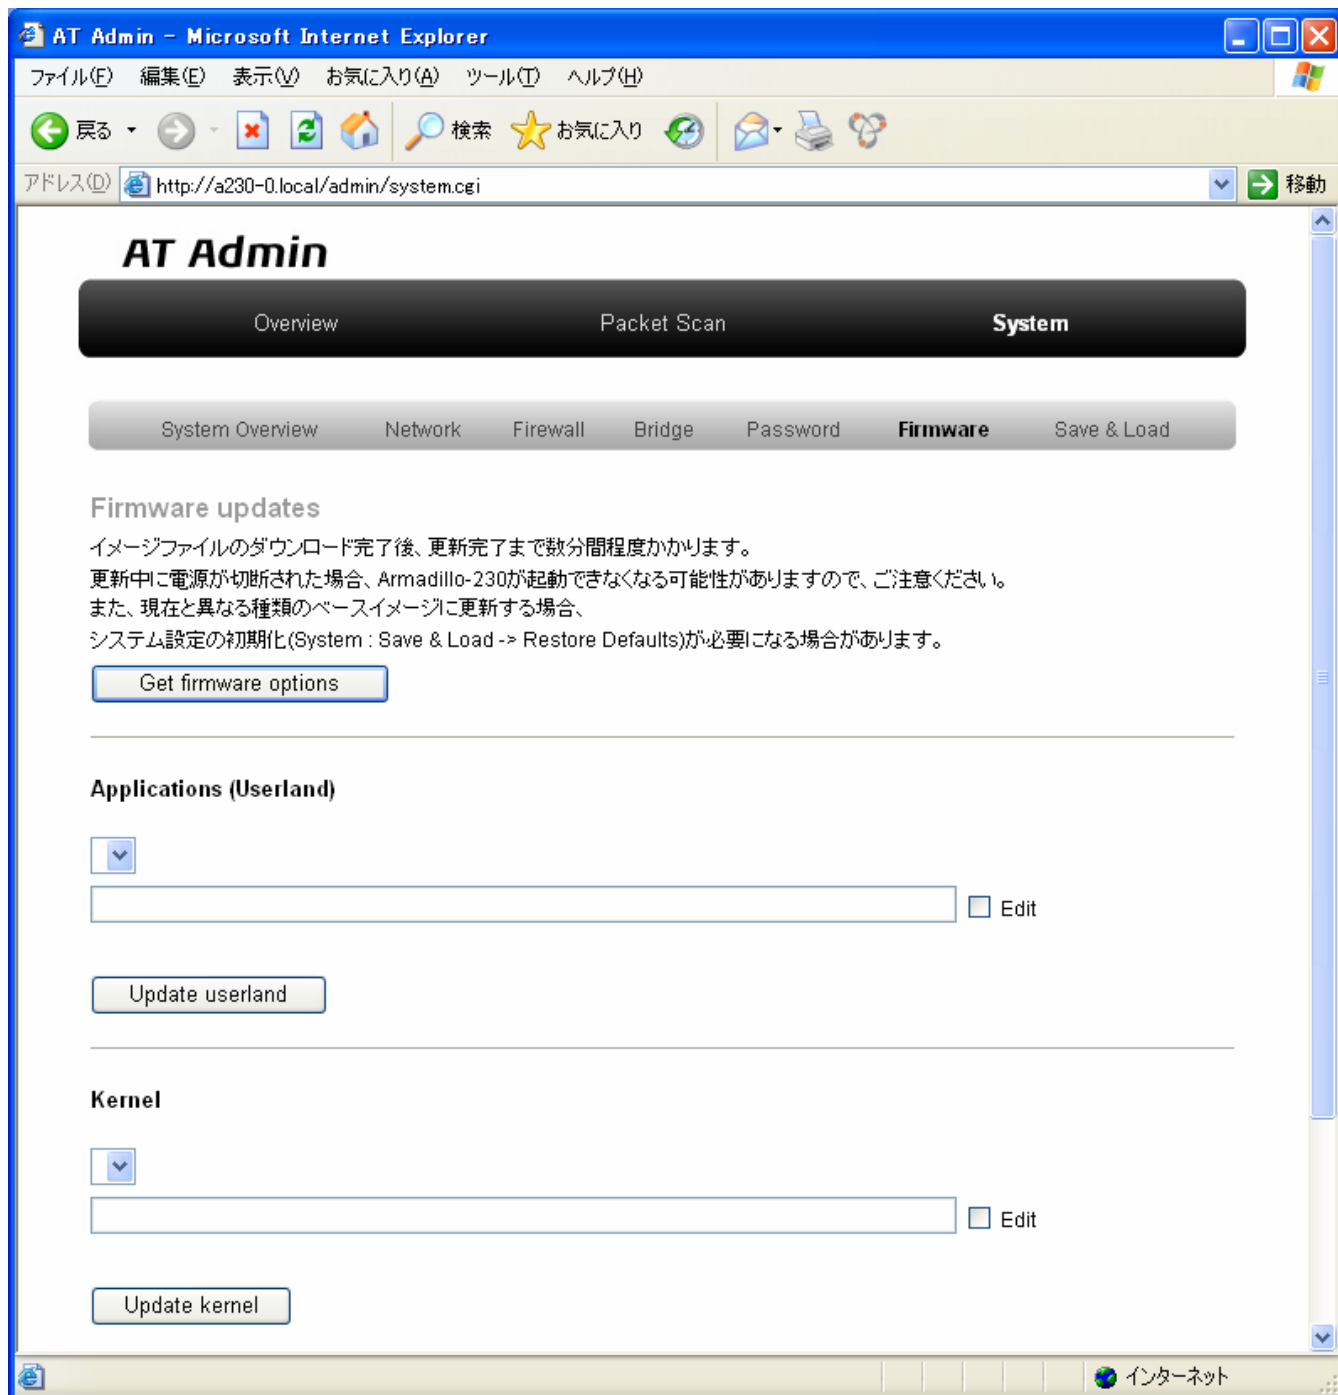 AT Admin - Microsoft Internet Explorer
ファイル(F) 編集(E) 表示(V) お気に入り(A) ツール(T) ヘルプ(H)
戻る 検索 お気に入り
アドレス(D) http://a230-0.local/admin/system.cgi 移動
AT Admin
Overview Packet Scan System
System Overview Network Firewall Bridge Password Firmware Save & Load
Firmware updates
イメージファイルのダウンロード完了後、更新完了まで数分間程度かかります。
更新中に電源が切断された場合、Armadillo-230が起動できなくなる可能性がありますので、ご注意ください。
また、現在と異なる種類のベースイメージに更新する場合、
システム設定の初期化(System : Save & Load -> Restore Defaults)が必要になる場合があります。
Get firmware options
Applications (Userland)
Edit
Update userland
Kernel
Edit
Update kernel
インターネット